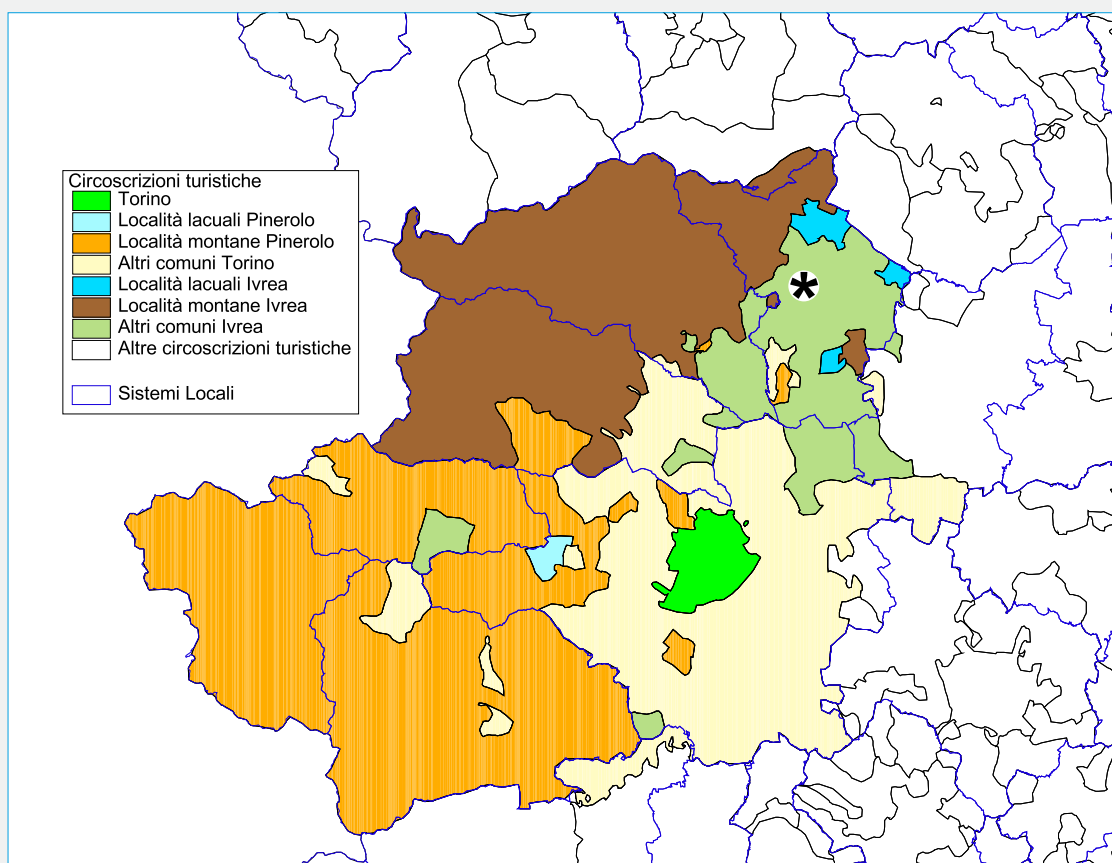 Circoscrizioni turistiche
Torino
Località lacuali Pinerolo
Località montane Pinerolo
Altri comuni Torino
Località lacuali Ivrea
Località montane Ivrea
Altri comuni Ivrea
Altre circoscrizioni turistiche
Sistemi Locali
*